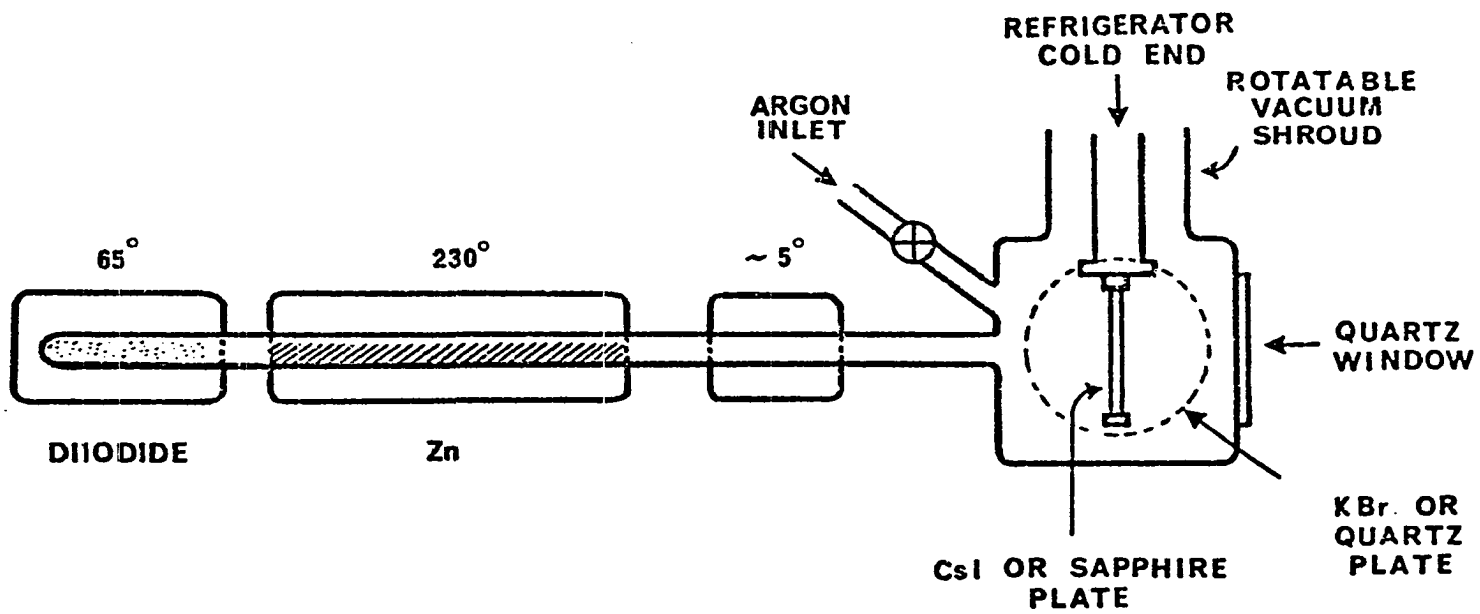 REFRIGERATOR
COLD END
ROTATABLE
VACUUM
SHROUD
ARGON
INLET
65°
230°
~ 5°
QUARTZ
WINDOW
DIIODIDE
Zn
KBr. OR
QUARTZ
PLATE
CsI OR SAPPHIRE
PLATE